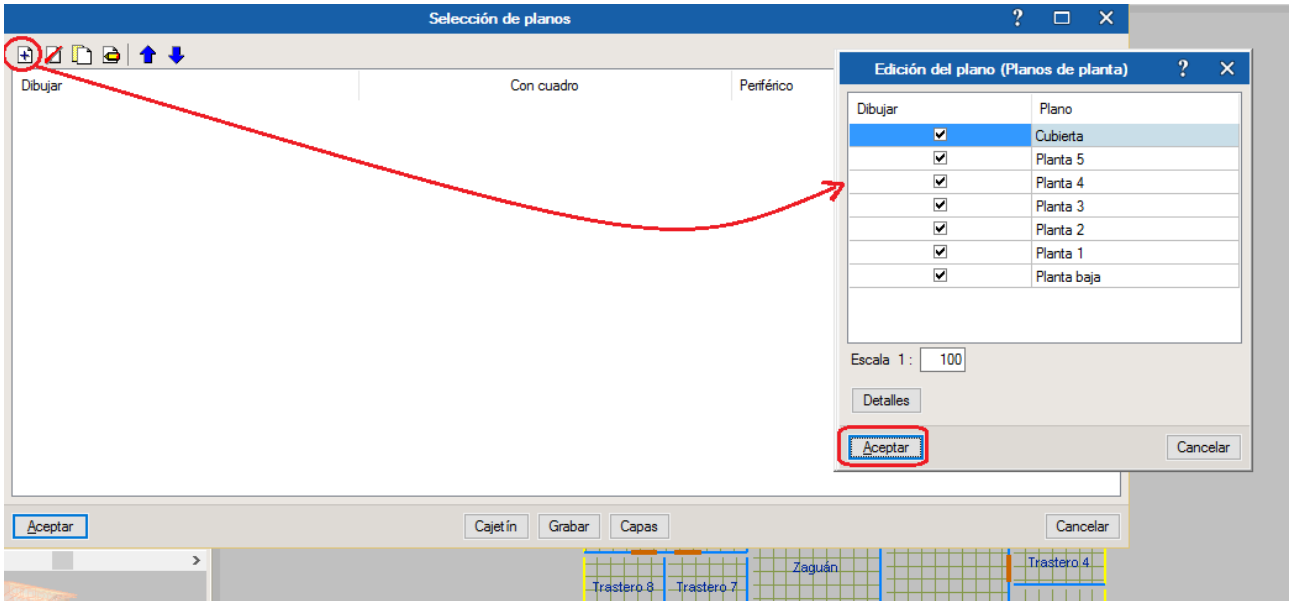 Selección de planos
Dibujar
Con cuadro
Periférico
Edición del plano (Planos de planta)
Dibujar
Plano
Cubierta
Planta 5
Planta 4
Planta 3
Planta 2
Planta 1
Planta baja
Escala 1 : 100
Detalles
Aceptar
Cancelar
Aceptar
Cajetín
Grabar
Capas
Cancelar
Trastero 8
Trastero 7
Zaguán
Trastero 4